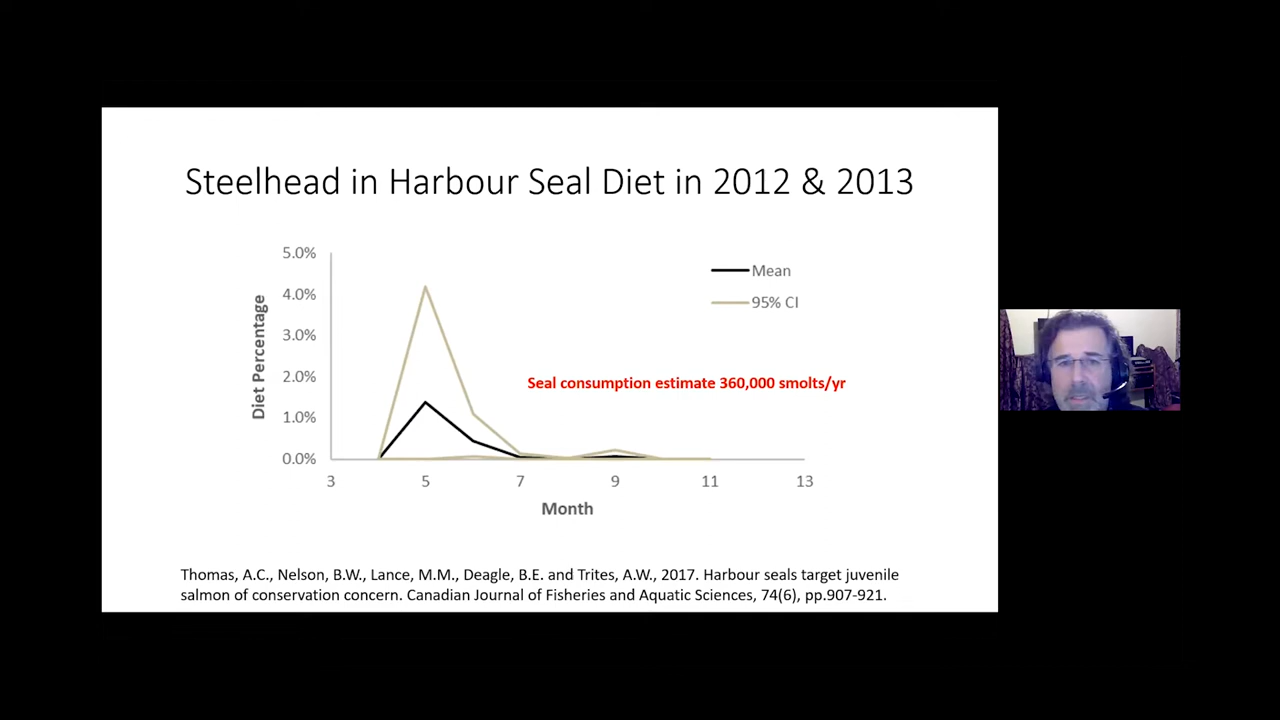 Steelhead in Harbour Seal Diet in 2012 & 2013
5.0%
4.0%
3.0%
2.0%
1.0%
0.0%
Diet Percentage
Mean
95% CI
Seal consumption estimate 360,000 smolts/yr
3 5 7 9 11 13
Month
Thomas, A.C., Nelson, B.W., Lance, M.M., Deagle, B.E. and Trites, A.W., 2017. Harbour seals target juvenile
salmon of conservation concern. Canadian Journal of Fisheries and Aquatic Sciences, 74(6), pp.907-921.